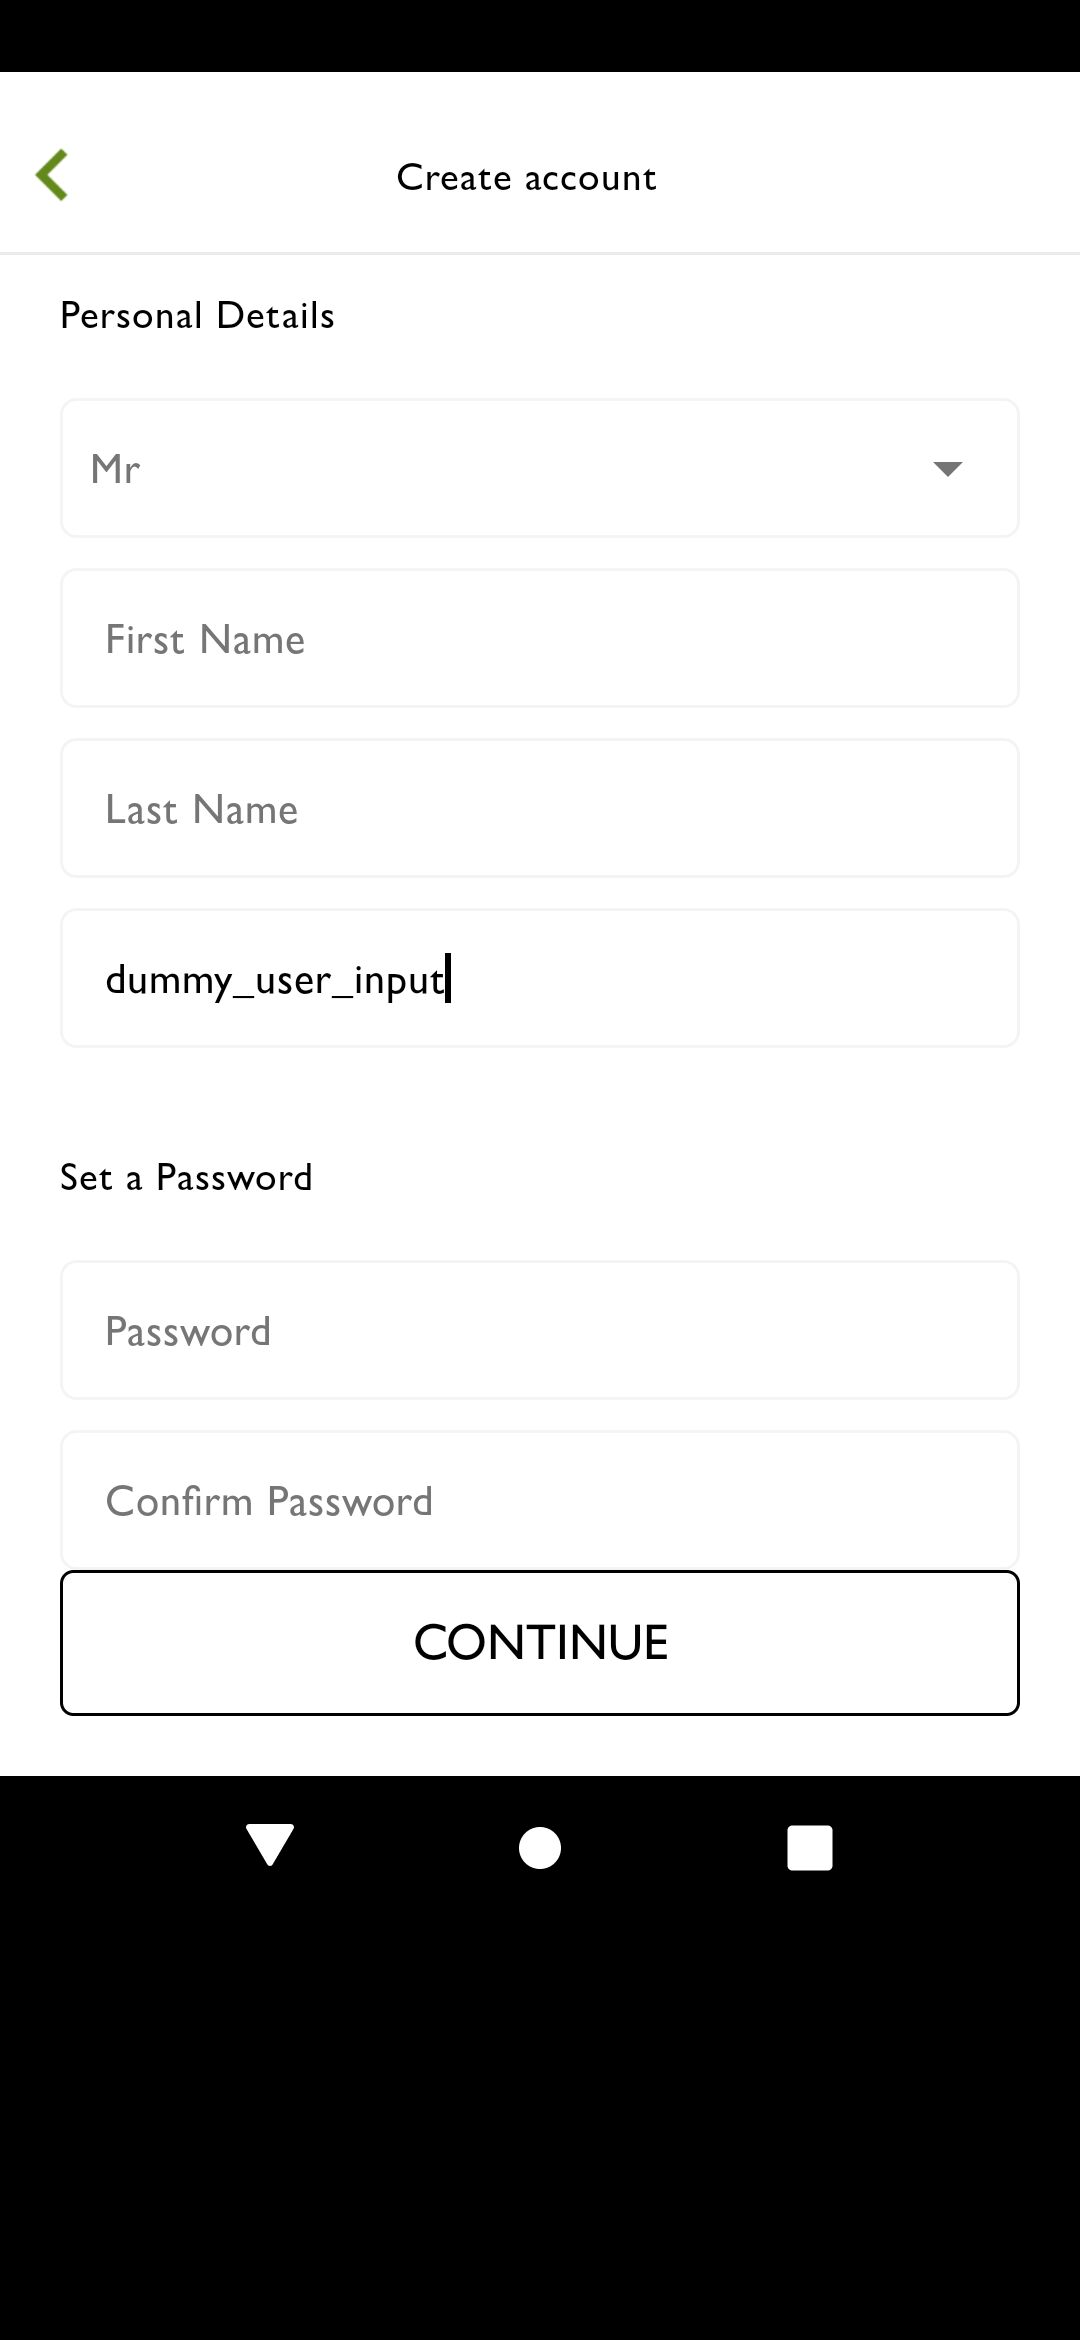 Create account
Personal Details
Mr
First Name
Last Name
dummy_user_input
Set a Password
Password
Confirm Password
CONTINUE